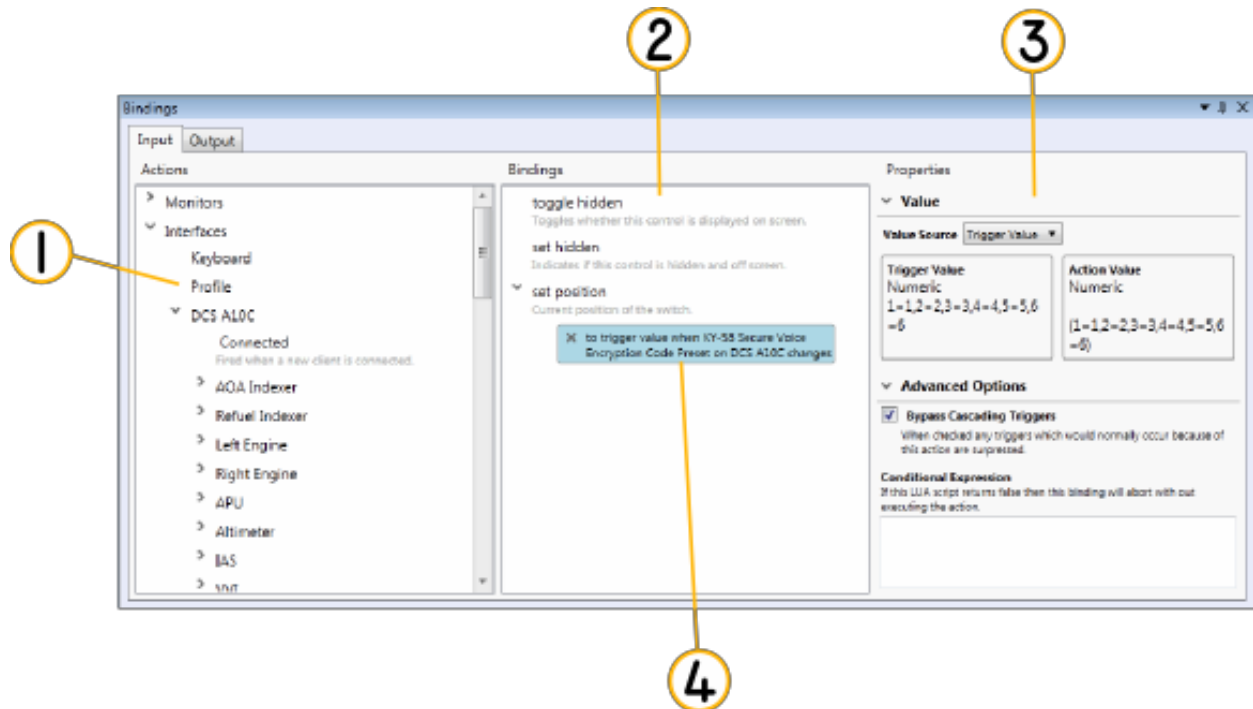 2
3
Bindings
Input Output
Actions
Monitors
Interfaces
1
Keyboard
Profile
DCS A10C
Connected
Fired when a new client is connected.
AOA Indexer
Refuel Indexer
Left Engine
Right Engine
APU
Altimeter
IAS
Bindings
toggle hidden
Toggles whether this control is displayed on screen.
set hidden
Indicates if this control is hidden and off screen.
set position
Current position of the switch.
to trigger value when KY-58 Secure Voice
Encryption Code Preset on DCS A10C changes
Properties
Value
Value Source Trigger Value
Trigger Value
Numeric
1=1,2=2,3=3,4=4,5=5,6
=6
Action Value
Numeric
(1=1,2=2,3=3,4=4,5=5,6
=6)
Advanced Options
Bypass Cascading Triggers
When checked any triggers which would normally occur because of
this action are surpressed.
Conditional Expression
If this LUA script returns false then this binding will abort with out
executing the action.
4